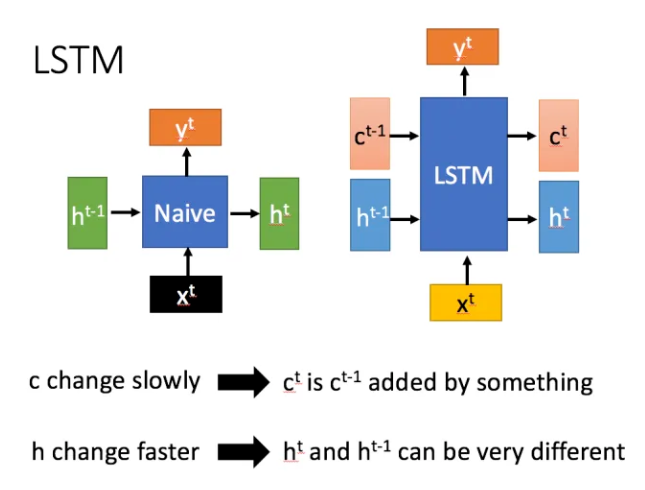 LSTM
yᵗ
hᵗ⁻¹ Naive hᵗ
xᵗ
yᵗ
cᵗ⁻¹ cᵗ
LSTM
hᵗ⁻¹ hᵗ
xᵗ
c change slowly cᵗ is cᵗ⁻¹ added by something
h change faster hᵗ and hᵗ⁻¹ can be very different